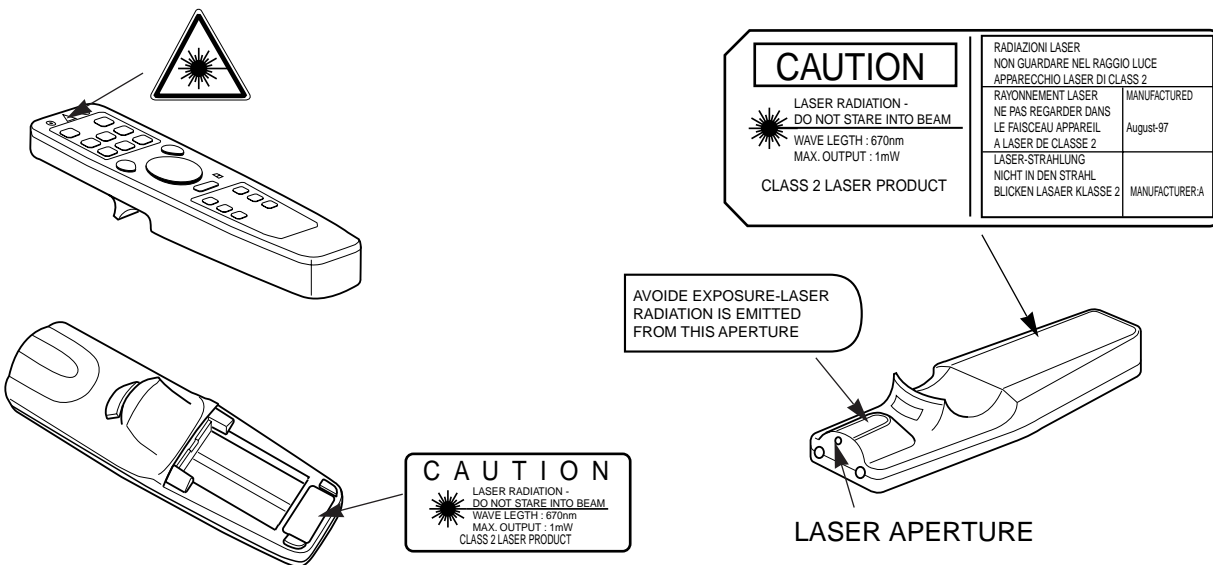 CAUTION
LASER RADIATION -
DO NOT STARE INTO BEAM
WAVE LEGTH : 670nm
MAX. OUTPUT : 1mW
CLASS 2 LASER PRODUCT
RADIAZIONI LASER
NON GUARDARE NEL RAGGIO LUCE
APPARECCHIO LASER DI CLASS 2
RAYONNEMENT LASER
NE PAS REGARDER DANS
LE FAISCEAU APPAREIL
A LASER DE CLASSE 2
MANUFACTURED
August-97
LASER-STRAHLUNG
NICHT IN DEN STRAHL
BLICKEN LASAER KLASSE 2
MANUFACTURER:A
AVOIDE EXPOSURE-LASER
RADIATION IS EMITTED
FROM THIS APERTURE
CAUTION
LASER RADIATION -
DO NOT STARE INTO BEAM
WAVE LEGTH : 670nm
MAX. OUTPUT : 1mW
CLASS 2 LASER PRODUCT
LASER APERTURE